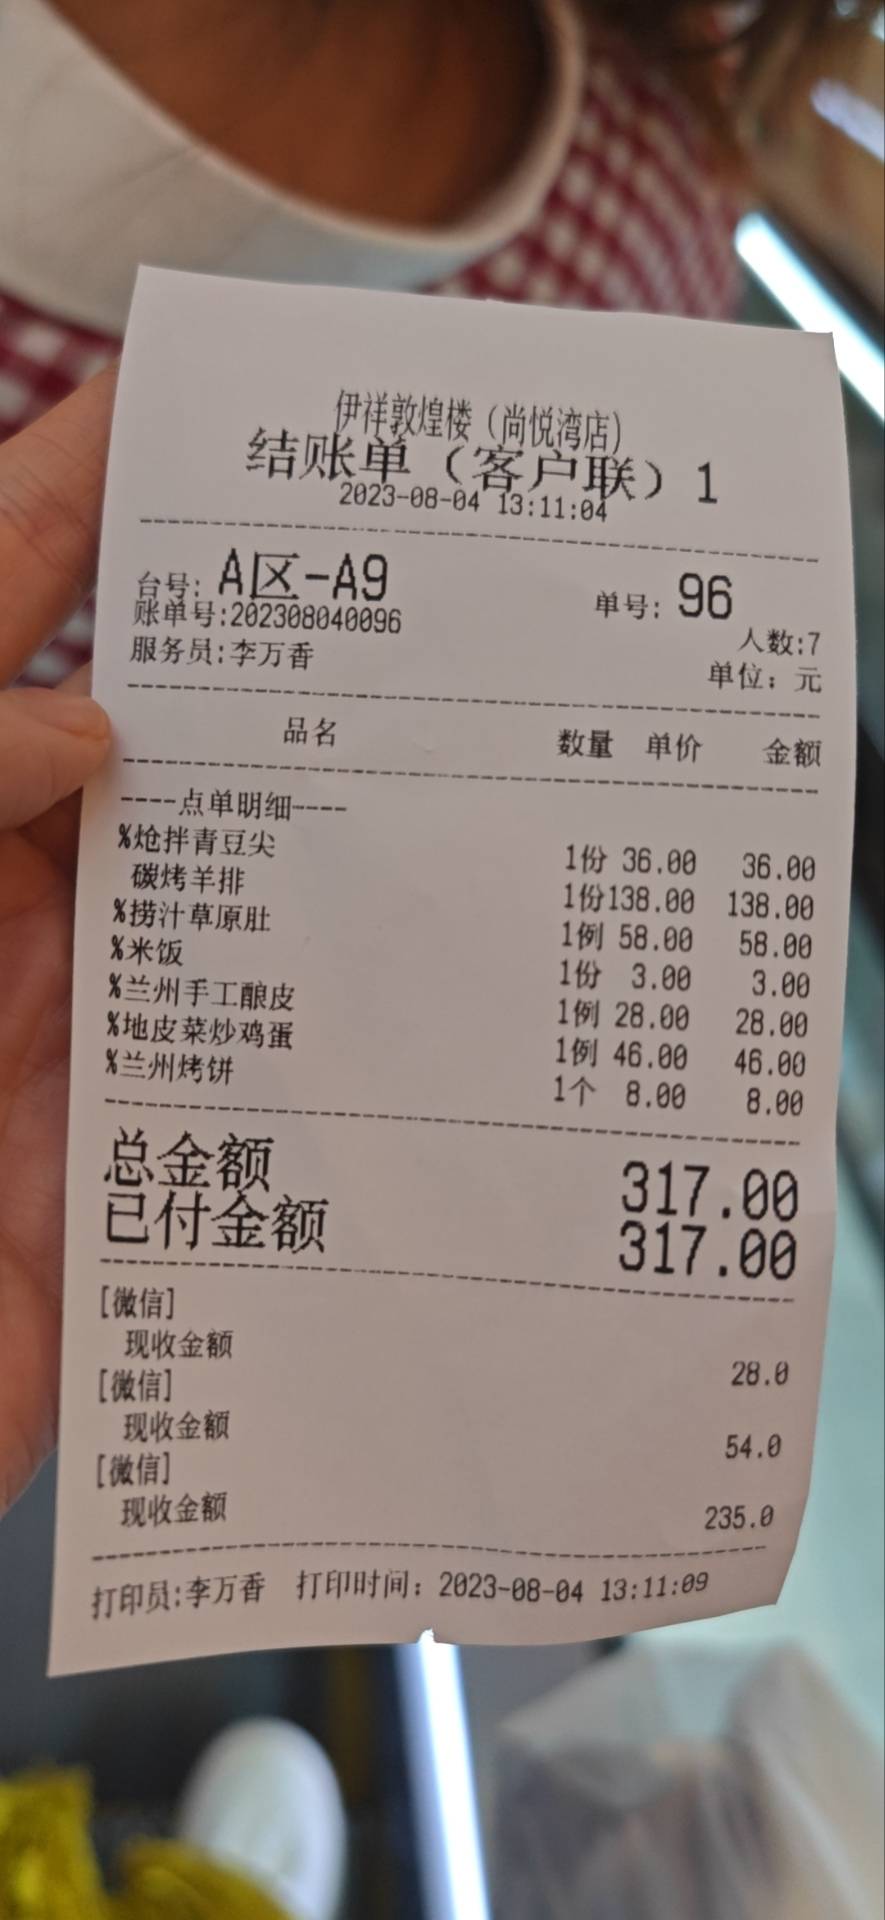 伊祥敦煌楼（尚悦湾店）
结账单（客户联）1
2023-08-04 13:11:04
台号: A区-A9 单号: 96
账单号:202308040096 人数:7
服务员:李万香 单位: 元
品名 数量 单价 金额
----点单明细----
%炝拌青豆尖 1份 36.00 36.00
碳烤羊排 1份138.00 138.00
%捞汁草原肚 1例 58.00 58.00
%米饭 1份 3.00 3.00
%兰州手工酿皮 1例 28.00 28.00
%地皮菜炒鸡蛋 1例 46.00 46.00
%兰州烤饼 1个 8.00 8.00
总金额 317.00
已付金额 317.00
[微信]
现收金额 28.0
[微信]
现收金额 54.0
[微信]
现收金额 235.0
打印员:李万香 打印时间: 2023-08-04 13:11:09